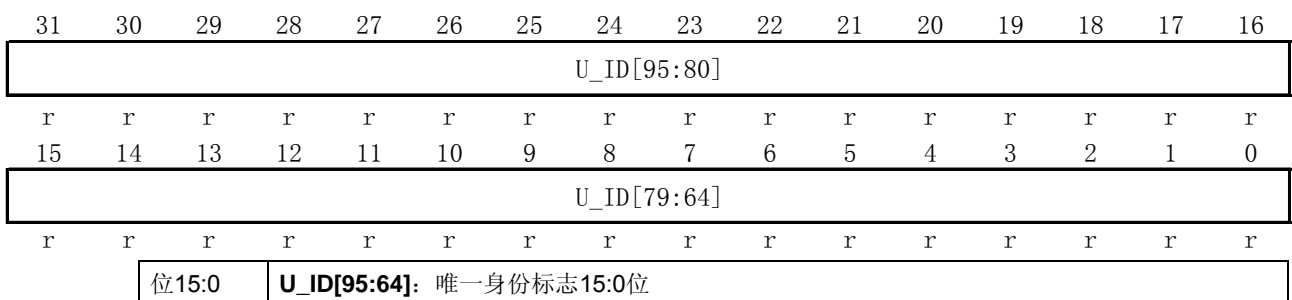 31 30 29 28 27 26 25 24 23 22 21 20 19 18 17 16
U_ID[95:80]
r r r r r r r r r r r r r r r r
15 14 13 12 11 10 9 8 7 6 5 4 3 2 1 0
U_ID[79:64]
r r r r r r r r r r r r r r r r
位15:0 U_ID[95:64]：唯一身份标志15:0位